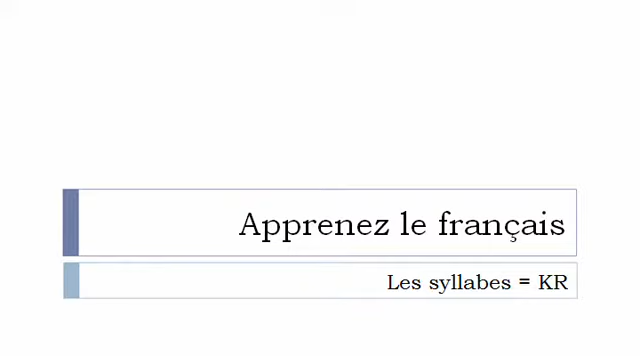 Apprenez le français
Les syllabes = KR